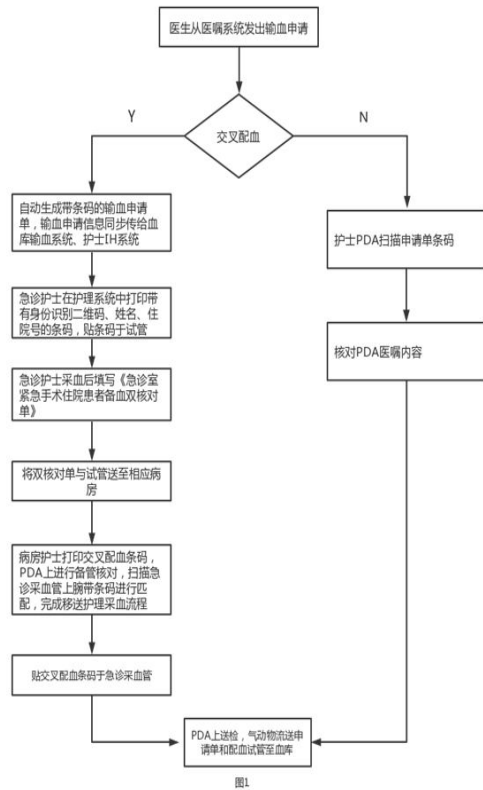 医生从医嘱系统发出输血申请
Y
N
交叉配血
自动生成带条码的输血申请
单，输血申请信息同步传给血
库输血系统、护士IH系统
护士PDA扫描申请单条码
急诊护士在护理系统中打印带
有身份识别二维码、姓名、住
院号的条码，贴条码于试管
核对PDA医嘱内容
急诊护士采血后填写《急诊室
紧急手术住院患者备血双核对
单》
将双核对单与试管送至相应病
房
病房护士打印交叉配血条码，
PDA上进行备管核对，扫描急
诊采血管上腕带条码进行匹
配，完成移送护理采血流程
贴交叉配血条码于急诊采血管
PDA上送检，气动物流送申
请单和配血试管至血库
图1